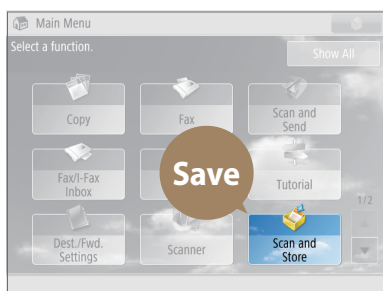 Main Menu
Select a function.
Show All
Copy
Fax
Scan and
Send
Fax/I-Fax
Inbox
Save
Tutorial
1/2
Dest./Fwd.
Settings
Scanner
Scan and
Store